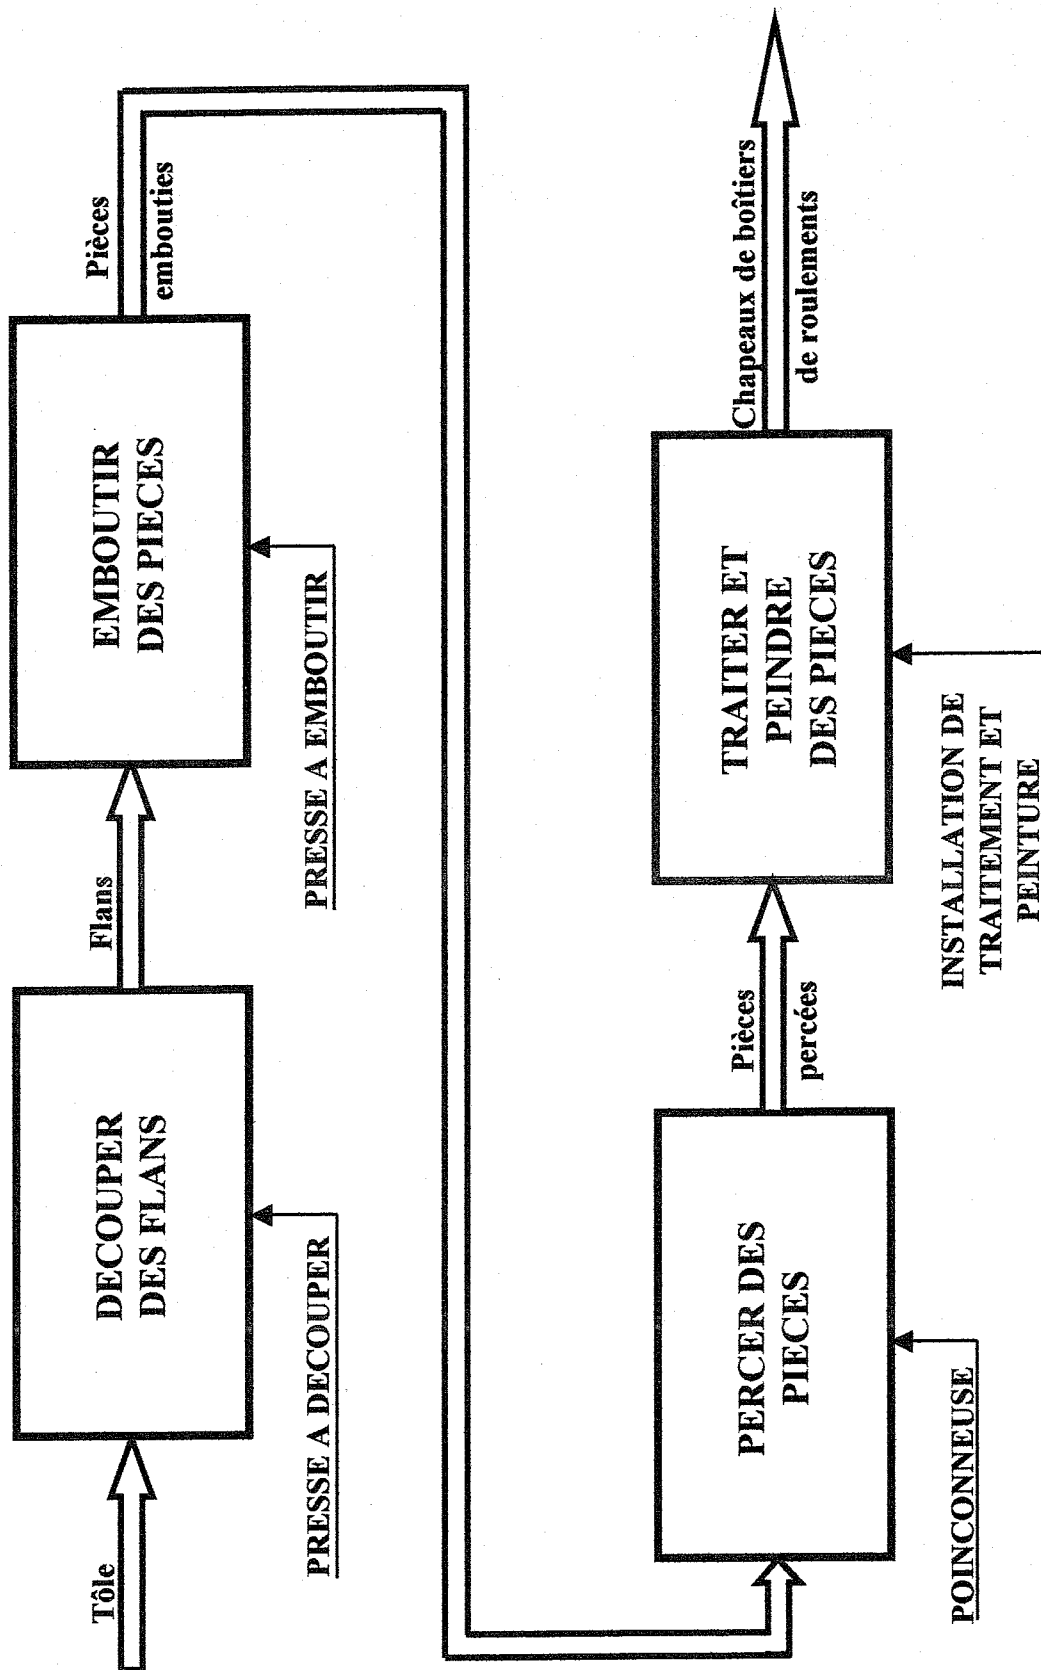 Tôle
DECOUPER
DES FLANS
PRESSE A DECOUPER
Flans
EMBOUTIR
DES PIECES
PRESSE A EMBOUTIR
Pièces
embouties
PERCER DES
PIECES
POINCONNEUSE
Pièces
percées
TRAITER ET
PEINDRE
DES PIECES
INSTALLATION DE
TRAITEMENT ET
PEINTURE
Chapeaux de boîtiers
de roulements